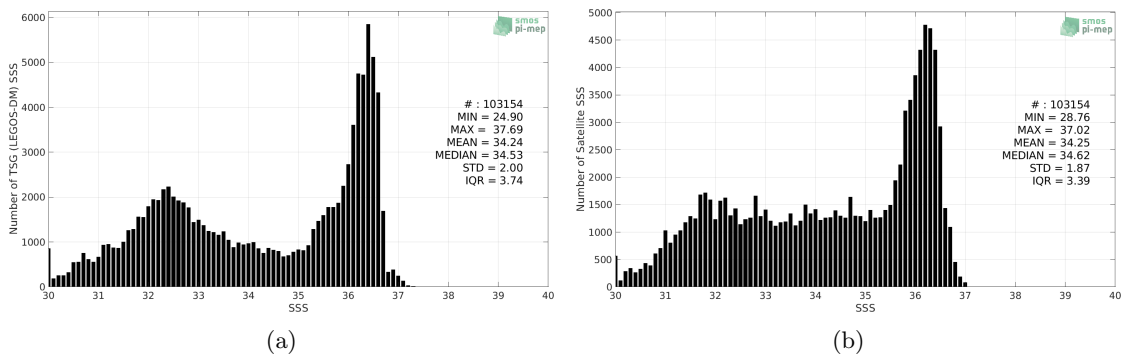 6000
5000
4000
3000
2000
1000
0
30 31 32 33 34 35 36 37 38 39 40
SSS
Number of TSG (LEGOS-DM) SSS
smos
pi-mep
# : 103154
MIN = 24.90
MAX = 37.69
MEAN = 34.24
MEDIAN = 34.53
STD = 2.00
IQR = 3.74
(a)
5000
4500
4000
3500
3000
2500
2000
1500
1000
500
0
30 31 32 33 34 35 36 37 38 39 40
SSS
Number of Satellite SSS
smos
pi-mep
# : 103154
MIN = 28.76
MAX = 37.02
MEAN = 34.25
MEDIAN = 34.62
STD = 1.87
IQR = 3.39
(b)